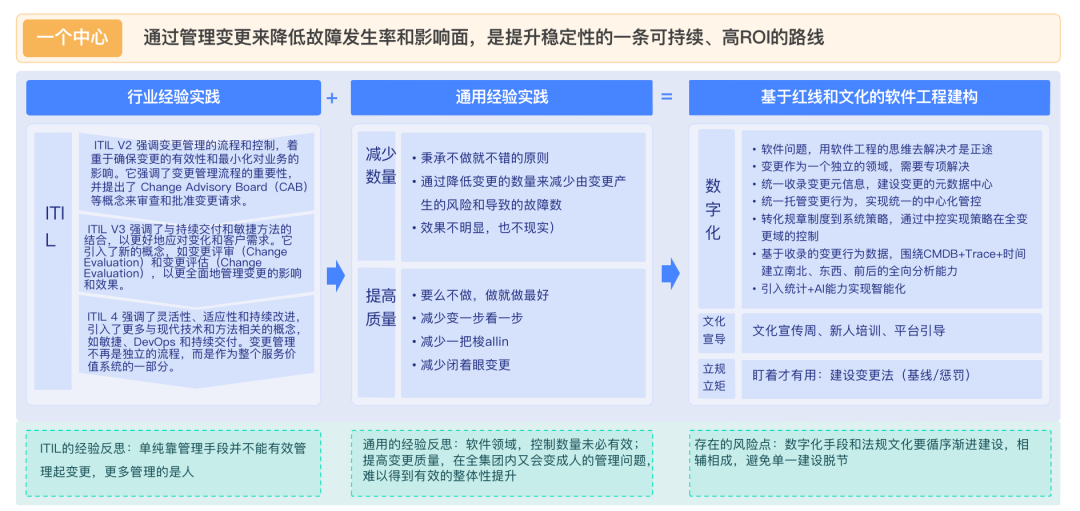 一个中心
通过管理变更来降低故障发生率和影响面，是提升稳定性的一条可持续、高ROI的路线
行业经验实践
+
通用经验实践
=
基于红线和文化的软件工程建构
ITI
L
ITIL V2 强调变更管理的流程和控制，着
重于确保变更的有效性和最小化对业务的
影响。它强调了变更管理流程的重要性，
并提出了 Change Advisory Board（CAB）
等概念来审查和批准变更请求。
ITIL V3 强调了与持续交付和敏捷方法的
结合，以更好地应对变化和客户需求。它
引入了新的概念，如变更评审（Change
Evaluation）和变更评估（Change
Evaluation），以更全面地管理变更的影响
和效果。
ITIL 4 强调了灵活性、适应性和持续改进，
引入了更多与现代技术和方法相关的概念，
如敏捷、DevOps 和持续交付。变更管理
不再是独立的流程，而是作为整个服务价
值系统的一部分。
减少
数量
• 秉承不做就不错的原则
• 通过降低变更的数量来减少由变更产
生的风险和导致的故障数
• 效果不明显，也不现实）
提高
质量
• 要么不做，做就做最好
• 减少变一步看一步
• 减少一把梭allin
• 减少闭着眼变更
数
字
化
• 软件问题，用软件工程的思维去解决才是正途
• 变更作为一个独立的领域，需要专项解决
• 统一收录变更元信息，建设变更的元数据中心
• 统一托管变更行为，实现统一的中心化管控
• 转化规章制度到系统策略，通过中控实现策略在全变
更域的控制
• 基于收录的变更行为数据，围绕CMDB+Trace+时间
建立南北、东西、前后的全向分析能力
• 引入统计+AI能力实现智能化
文化
宣导
文化宣传周、新人培训、平台引导
立规
立矩
盯着才有用：建设变更法（基线/惩罚）
ITIL的经验反思：单纯靠管理手段并不能有效管
理起变更，更多管理的是人
通用的经验反思：软件领域，控制数量未必有效；
提高变更质量，在全集团内又会变成人的管理问题，
难以得到有效的整体性提升
存在的风险点：数字化手段和法规文化要循序渐进建设，相
辅相成，避免单一建设脱节